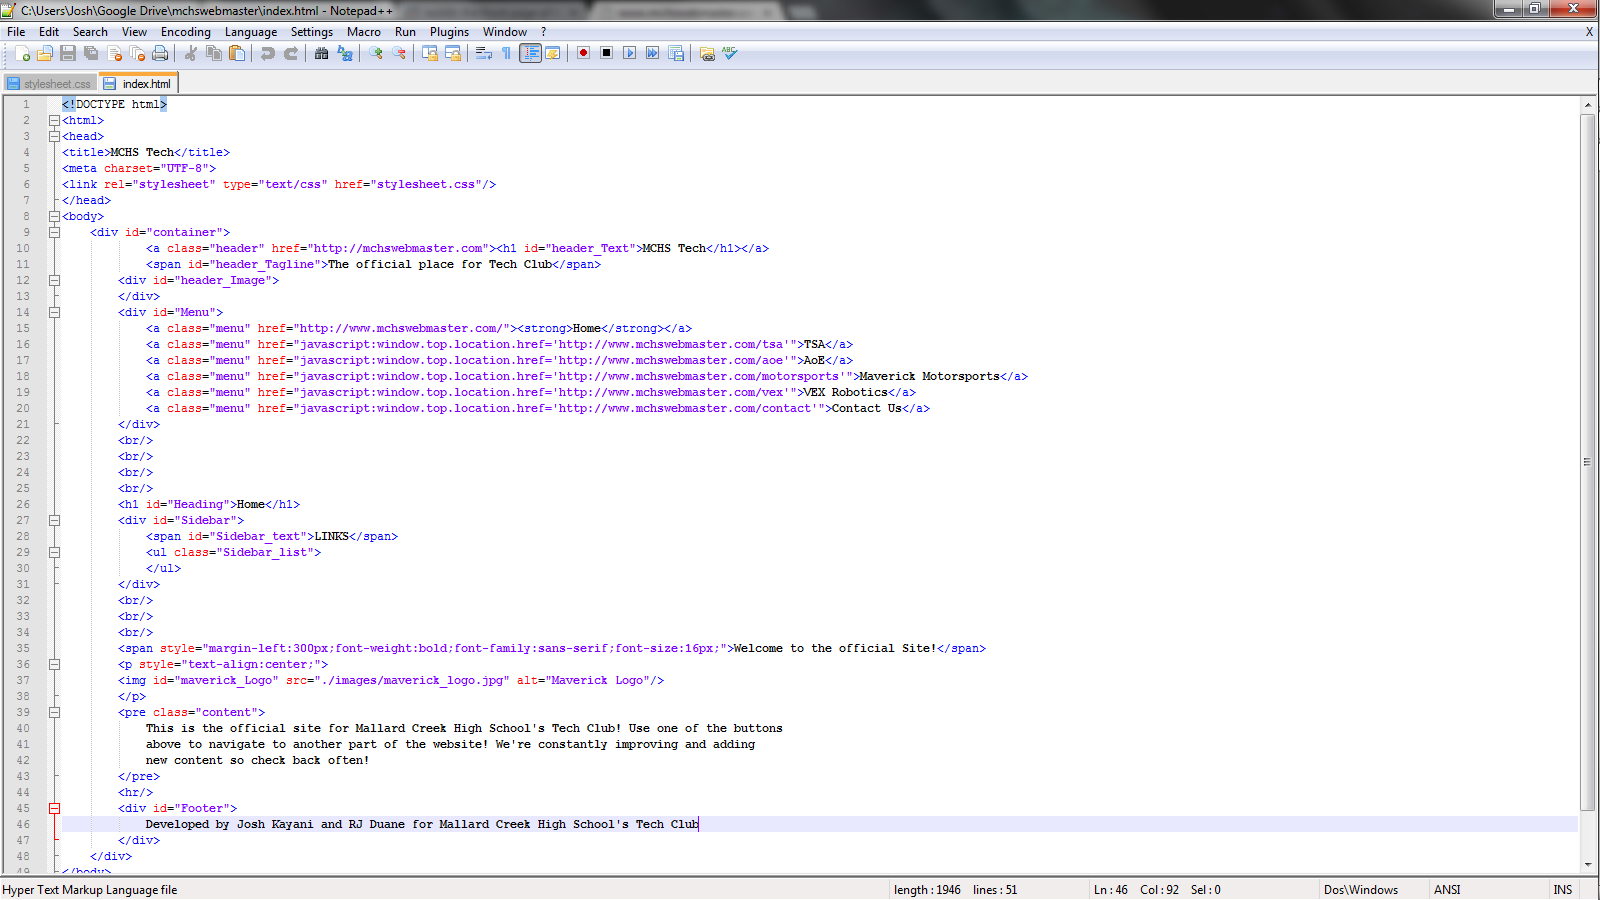 C:\Users\Josh\Google Drive\mchswebmaster\index.html - Notepad++
File Edit Search View Encoding Language Settings Macro Run Plugins Window ? X
stylesheet.css index.html
1 <!DOCTYPE html>
2 <html>
3 <head>
4 <title>MCHS Tech</title>
5 <meta charset="UTF-8">
6 <link rel="stylesheet" type="text/css" href="stylesheet.css"/>
7 </head>
8 <body>
9 <div id="container">
10 <a class="header" href="http://mchswebmaster.com"><h1 id="header_Text">MCHS Tech</h1></a>
11 <span id="header_Tagline">The official place for Tech Club</span>
12 <div id="header_Image">
13 </div>
14 <div id="Menu">
15 <a class="menu" href="http://www.mchswebmaster.com/"><strong>Home</strong></a>
16 <a class="menu" href="javascript:window.top.location.href='http://www.mchswebmaster.com/tsa'">TSA</a>
17 <a class="menu" href="javascript:window.top.location.href='http://www.mchswebmaster.com/aoe'">AoE</a>
18 <a class="menu" href="javascript:window.top.location.href='http://www.mchswebmaster.com/motorsports'">Maverick Motorsports</a>
19 <a class="menu" href="javascript:window.top.location.href='http://www.mchswebmaster.com/vex'">VEX Robotics</a>
20 <a class="menu" href="javascript:window.top.location.href='http://www.mchswebmaster.com/contact'">Contact Us</a>
21 </div>
22 <br/>
23 <br/>
24 <br/>
25 <br/>
26 <h1 id="Heading">Home</h1>
27 <div id="Sidebar">
28 <span id="Sidebar_text">LINKS</span>
29 <ul class="Sidebar_list">
30 </ul>
31 </div>
32 <br/>
33 <br/>
34 <br/>
35 <span style="margin-left:300px;font-weight:bold;font-family:sans-serif;font-size:16px;">Welcome to the official Site!</span>
36 <p style="text-align:center;">
37 <img id="maverick_Logo" src="./images/maverick_logo.jpg" alt="Maverick Logo"/>
38 </p>
39 <pre class="content">
40 This is the official site for Mallard Creek High School's Tech Club! Use one of the buttons
41 above to navigate to another part of the website! We're constantly improving and adding
42 new content so check back often!
43 </pre>
44 <hr/>
45 <div id="Footer">
46 Developed by Josh Kayani and RJ Duane for Mallard Creek High School's Tech Club
47 </div>
48 </div>
49 </body>
Hyper Text Markup Language file length : 1946 lines : 51 Ln : 46 Col : 92 Sel : 0 Dos\Windows ANSI INS